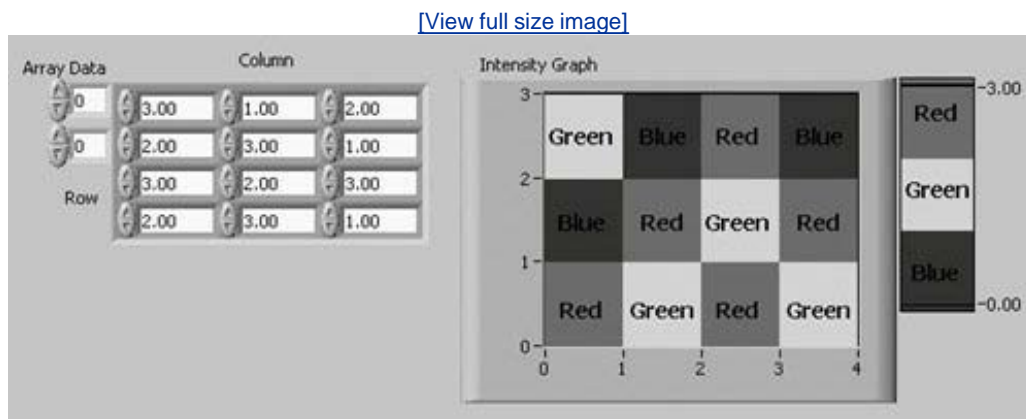 [View full size image]
Array Data
Column
0
3.00 1.00 2.00
0
2.00 3.00 1.00
Row
3.00 2.00 3.00
2.00 3.00 1.00
Intensity Graph
3
Green Blue Red Blue
2
Blue Red Green Red
1
Red Green Red Green
0
0 1 2 3 4
3.00
Red
Green
Blue
0.00